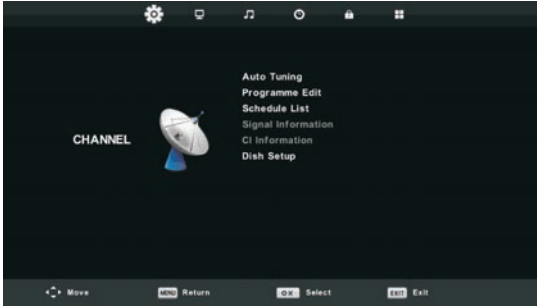 Auto Tuning
Programme Edit
Schedule List
Signal Information
CHANNEL
CI Information
Dish Setup
Move MENU Return OK Select EXIT Exit